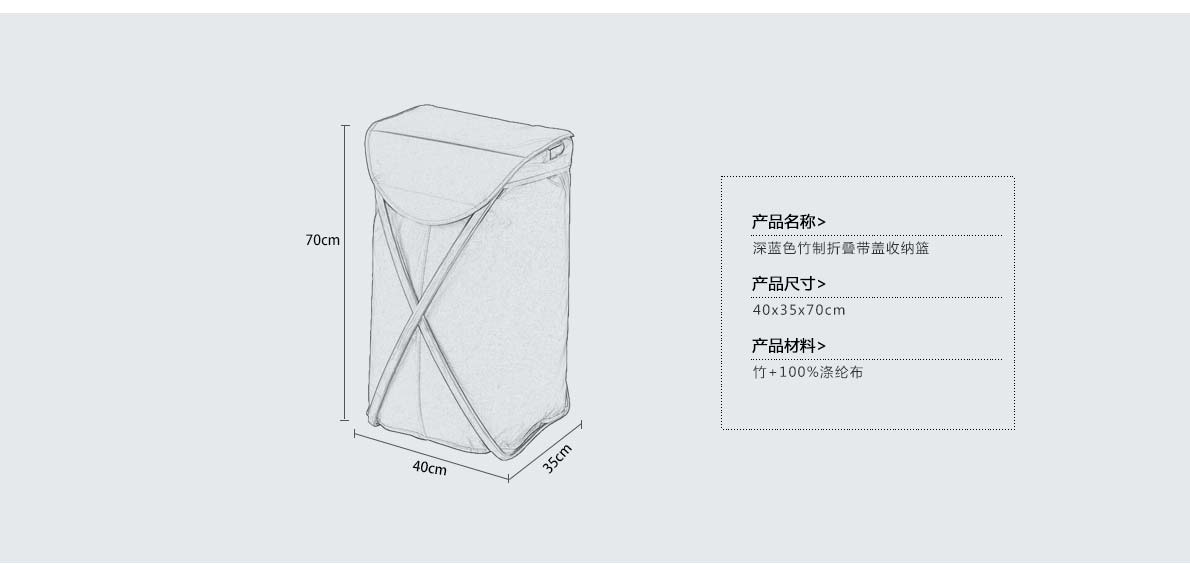 70cm
40cm
35cm
产品名称>
深蓝色竹制折叠带盖收纳篮
产品尺寸>
40x35x70cm
产品材料>
竹+100%涤纶布